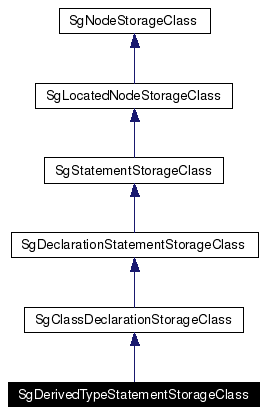 SgNodeStorageClass
SgLocatedNodeStorageClass
SgStatementStorageClass
SgDeclarationStatementStorageClass
SgClassDeclarationStorageClass
SgDerivedTypeStatementStorageClass